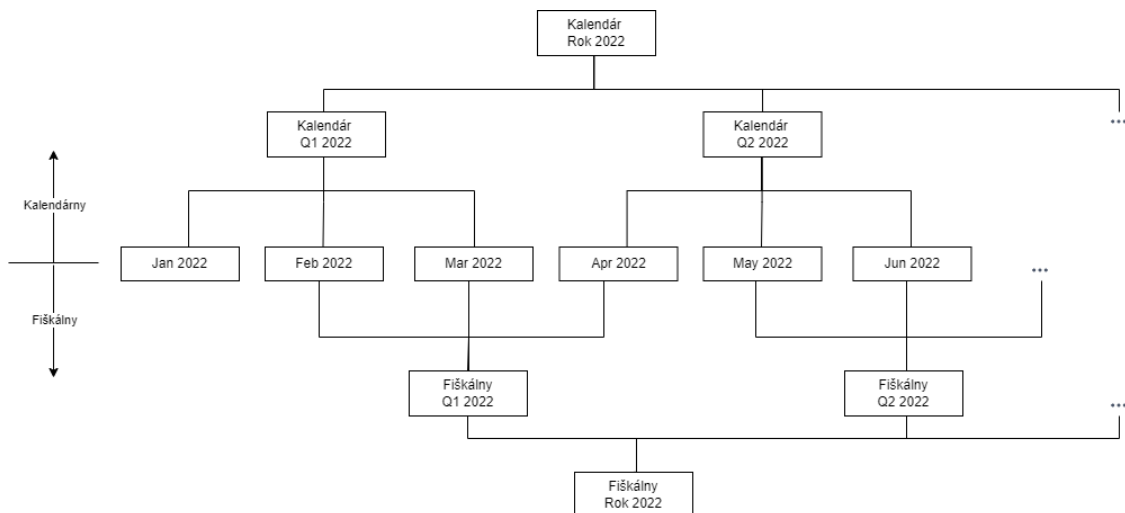 Kalendár
Rok 2022
Kalendár
Q1 2022
Kalendár
Q2 2022
...
Kalendárny
Jan 2022
Feb 2022
Mar 2022
Apr 2022
May 2022
Jun 2022
...
Fiškálny
Fiškálny
Q1 2022
Fiškálny
Q2 2022
...
Fiškálny
Rok 2022